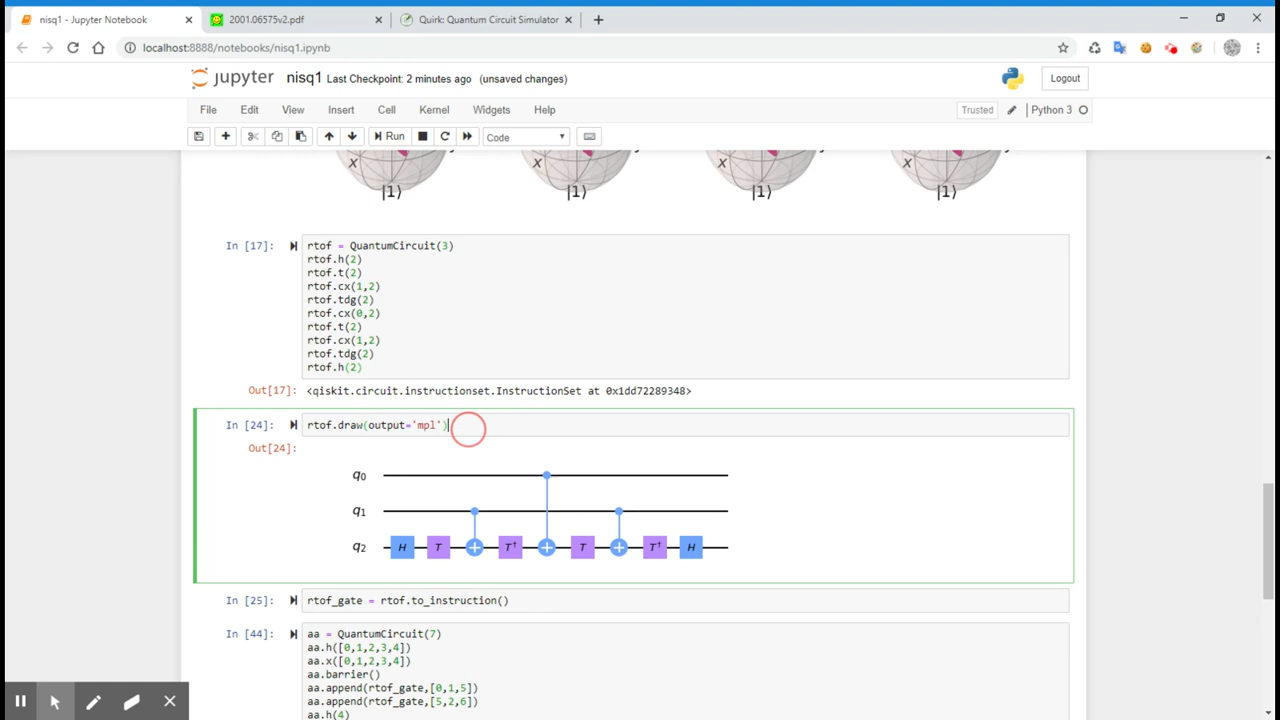 nisq1 - Jupyter Notebook
2001.06575v2.pdf
Quirk: Quantum Circuit Simulator
localhost:8888/notebooks/nisq1.ipynb
jupyter nisq1 Last Checkpoint: 2 minutes ago (unsaved changes)
Logout
File Edit View Insert Cell Kernel Widgets Help
Trusted
Python 3
Run
Code
x x x x
|1⟩ |1⟩ |1⟩ |1⟩
In [17]:
rtof = QuantumCircuit(3)
rtof.h(2)
rtof.t(2)
rtof.cx(1,2)
rtof.tdg(2)
rtof.cx(0,2)
rtof.t(2)
rtof.cx(1,2)
rtof.tdg(2)
rtof.h(2)
Out[17]: <qiskit.circuit.instructionset.InstructionSet at 0x1dd72289348>
In [24]: rtof.draw(output='mpl')
Out[24]:
q0
q1
q2 H T T† T T† H
In [25]: rtof_gate = rtof.to_instruction()
In [44]:
aa = QuantumCircuit(7)
aa.h([0,1,2,3,4])
aa.x([0,1,2,3,4])
aa.barrier()
aa.append(rtof_gate,[0,1,5])
aa.append(rtof_gate,[5,2,6])
aa.h(4)